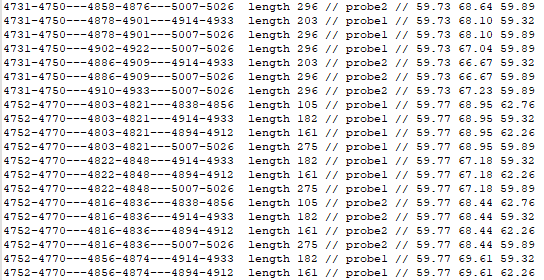 4731-4750---4858-4876---5007-5026  length 296 // probe2 // 59.73 68.64 59.89
4731-4750---4878-4901---4914-4933  length 203 // probe1 // 59.73 68.10 59.32
4731-4750---4878-4901---5007-5026  length 296 // probe1 // 59.73 68.10 59.89
4731-4750---4902-4922---5007-5026  length 296 // probe1 // 59.73 67.04 59.89
4731-4750---4886-4909---4914-4933  length 203 // probe2 // 59.73 66.67 59.32
4731-4750---4886-4909---5007-5026  length 296 // probe2 // 59.73 66.67 59.89
4731-4750---4910-4933---5007-5026  length 296 // probe2 // 59.73 67.23 59.89
4752-4770---4803-4821---4838-4856  length 105 // probe1 // 59.77 68.95 62.76
4752-4770---4803-4821---4914-4933  length 182 // probe1 // 59.77 68.95 59.32
4752-4770---4803-4821---4894-4912  length 161 // probe1 // 59.77 68.95 62.26
4752-4770---4803-4821---5007-5026  length 275 // probe1 // 59.77 68.95 59.89
4752-4770---4822-4848---4914-4933  length 182 // probe1 // 59.77 67.18 59.32
4752-4770---4822-4848---4894-4912  length 161 // probe1 // 59.77 67.18 62.26
4752-4770---4822-4848---5007-5026  length 275 // probe1 // 59.77 67.18 59.89
4752-4770---4816-4836---4838-4856  length 105 // probe2 // 59.77 68.44 62.76
4752-4770---4816-4836---4914-4933  length 182 // probe2 // 59.77 68.44 59.32
4752-4770---4816-4836---4894-4912  length 161 // probe2 // 59.77 68.44 62.26
4752-4770---4816-4836---5007-5026  length 275 // probe2 // 59.77 68.44 59.89
4752-4770---4856-4874---4914-4933  length 182 // probe1 // 59.77 69.61 59.32
4752-4770---4856-4874---4894-4912  length 161 // probe1 // 59.77 69.61 62.26